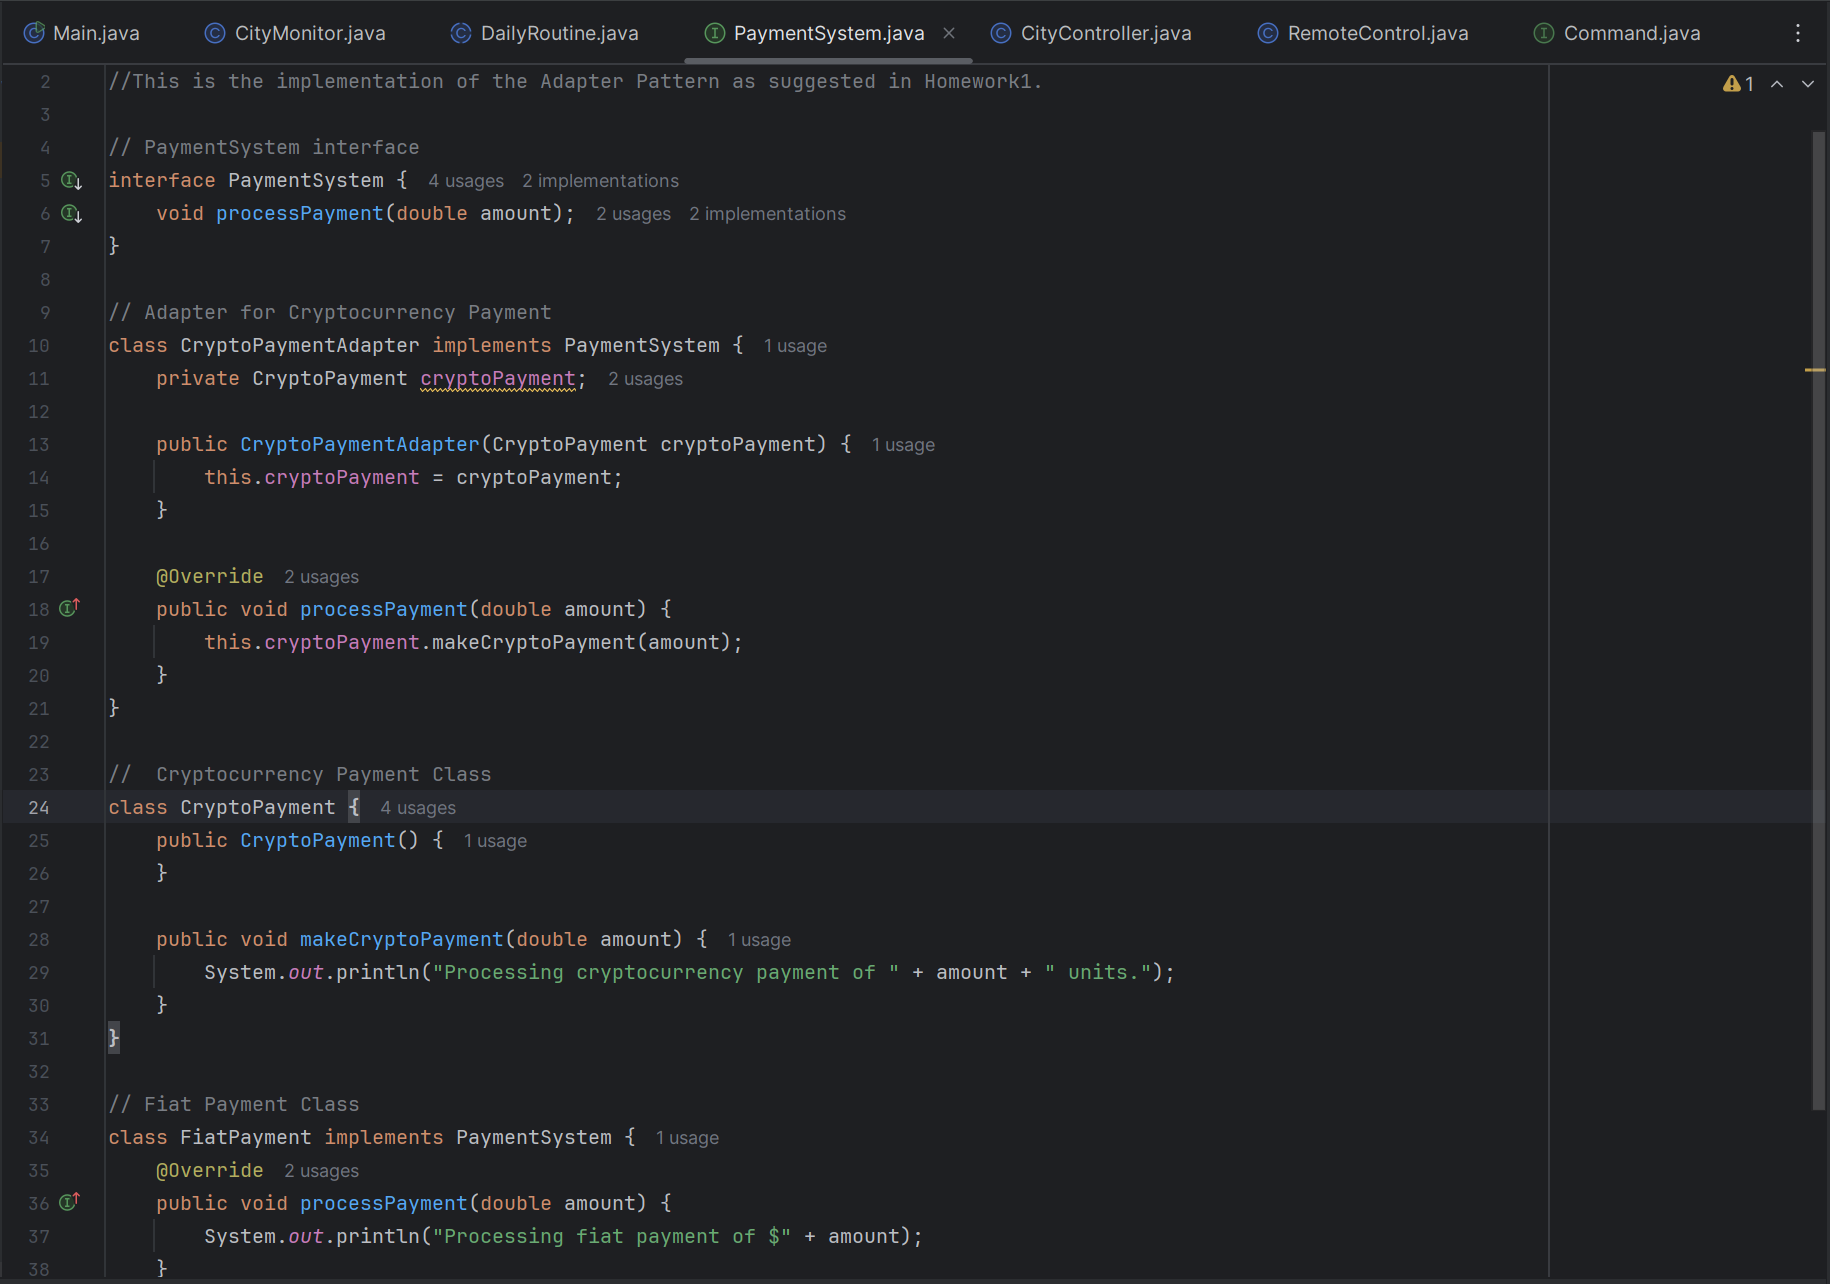 Main.java CityMonitor.java DailyRoutine.java PaymentSystem.java CityController.java RemoteControl.java Command.java
2 //This is the implementation of the Adapter Pattern as suggested in Homework1. 1
3
4 // PaymentSystem interface
5 interface PaymentSystem { 4 usages 2 implementations
6     void processPayment(double amount); 2 usages 2 implementations
7 }
8
9 // Adapter for Cryptocurrency Payment
10 class CryptoPaymentAdapter implements PaymentSystem { 1 usage
11     private CryptoPayment cryptoPayment; 2 usages
12
13     public CryptoPaymentAdapter(CryptoPayment cryptoPayment) { 1 usage
14         this.cryptoPayment = cryptoPayment;
15     }
16
17     @Override 2 usages
18     public void processPayment(double amount) {
19         this.cryptoPayment.makeCryptoPayment(amount);
20     }
21 }
22
23 //  Cryptocurrency Payment Class
24 class CryptoPayment { 4 usages
25     public CryptoPayment() { 1 usage
26     }
27
28     public void makeCryptoPayment(double amount) { 1 usage
29         System.out.println("Processing cryptocurrency payment of " + amount + " units.");
30     }
31 }
32
33 // Fiat Payment Class
34 class FiatPayment implements PaymentSystem { 1 usage
35     @Override 2 usages
36     public void processPayment(double amount) {
37         System.out.println("Processing fiat payment of $" + amount);
38     }